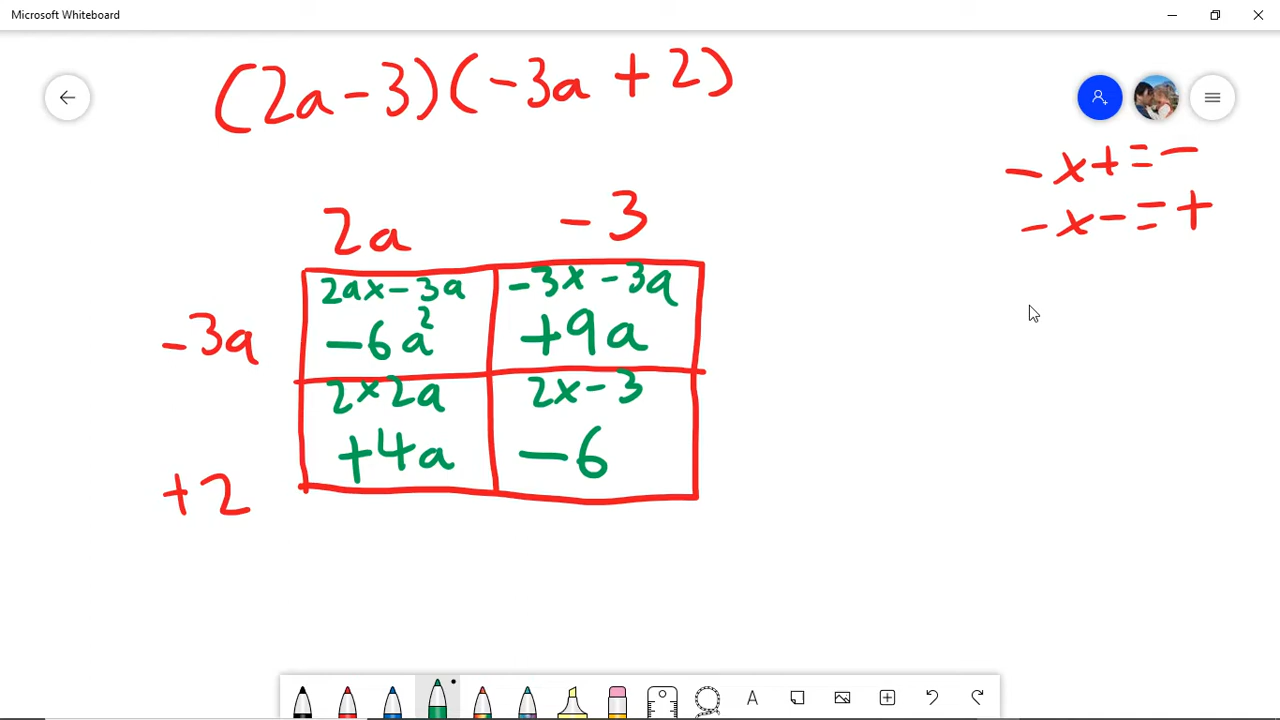 Microsoft Whiteboard
(2a-3)(-3a+2)
-x+=-
-x-=+
2a -3
2ax-3a -3x-3a
-3a -6a² +9a
2x2a 2x-3
+4a -6
+2
A